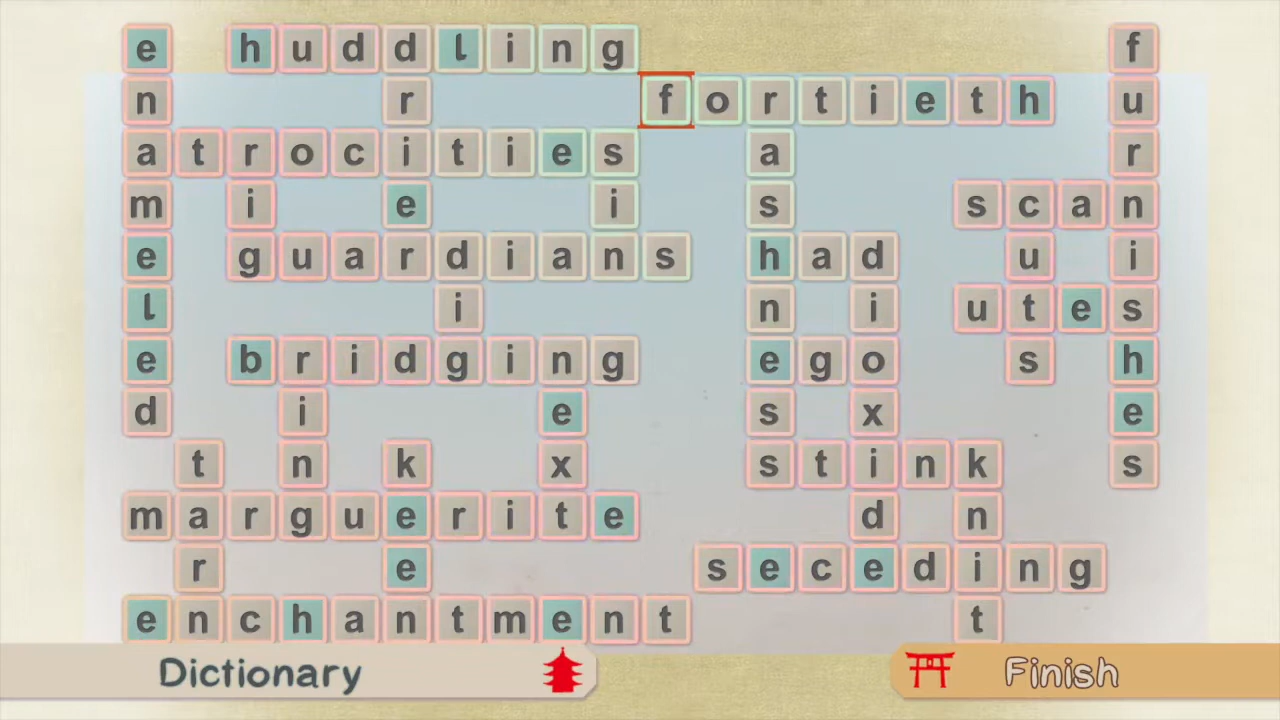 e huddling f
n r fortieth u
atrocities a r
m i e i s scan
e guardians had u i
l i n i utes
e bridging ego s h
d i e s x e
t n k x stink s
marguerite d n
r e seceding
enchantment t
Dictionary Finish